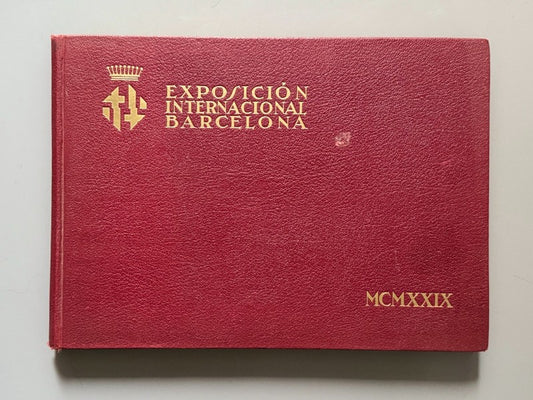 EXPOSICIÓN
INTERNACIONAL
BARCELONA
MCMXXIX